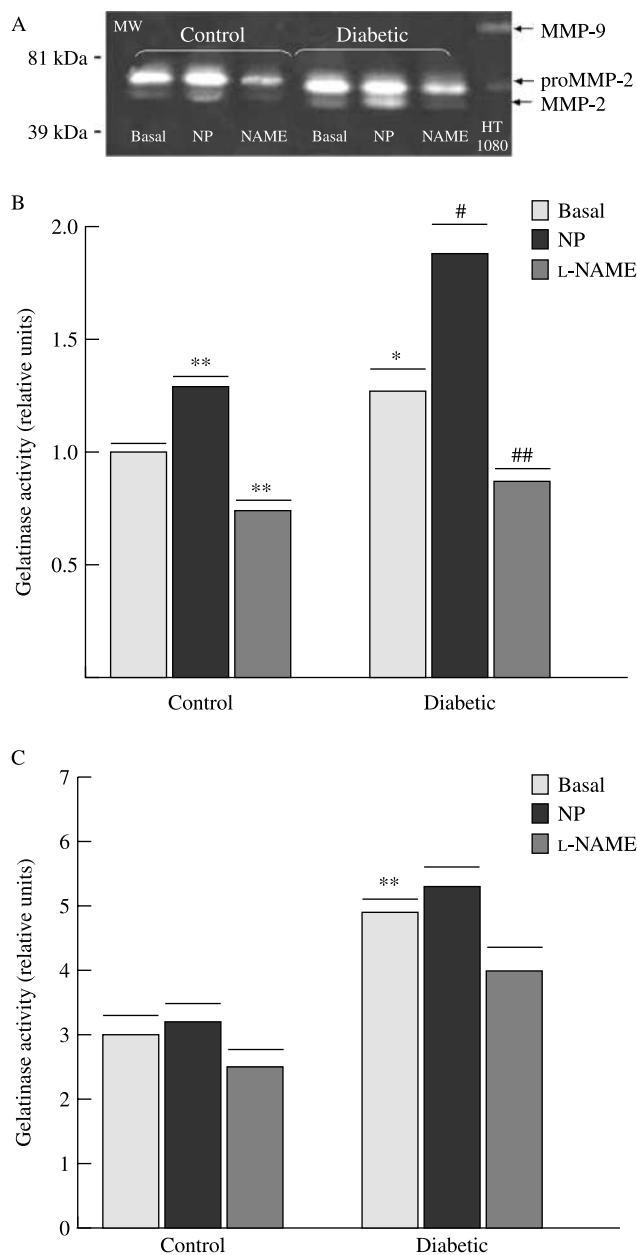 A
MW
Control
Diabetic
81 kDa
39 kDa
Basal
NP
NAME
Basal
NP
NAME
HT
1080
MMP-9
proMMP-2
MMP-2
B
Gelatinase activity (relative units)
2.0
1.5
1.0
0.5
**
**
*
#
##
Basal
NP
L-NAME
Control
Diabetic
C
Gelatinase activity (relative units)
7
6
5
4
3
2
1
0
**
Basal
NP
L-NAME
Control
Diabetic